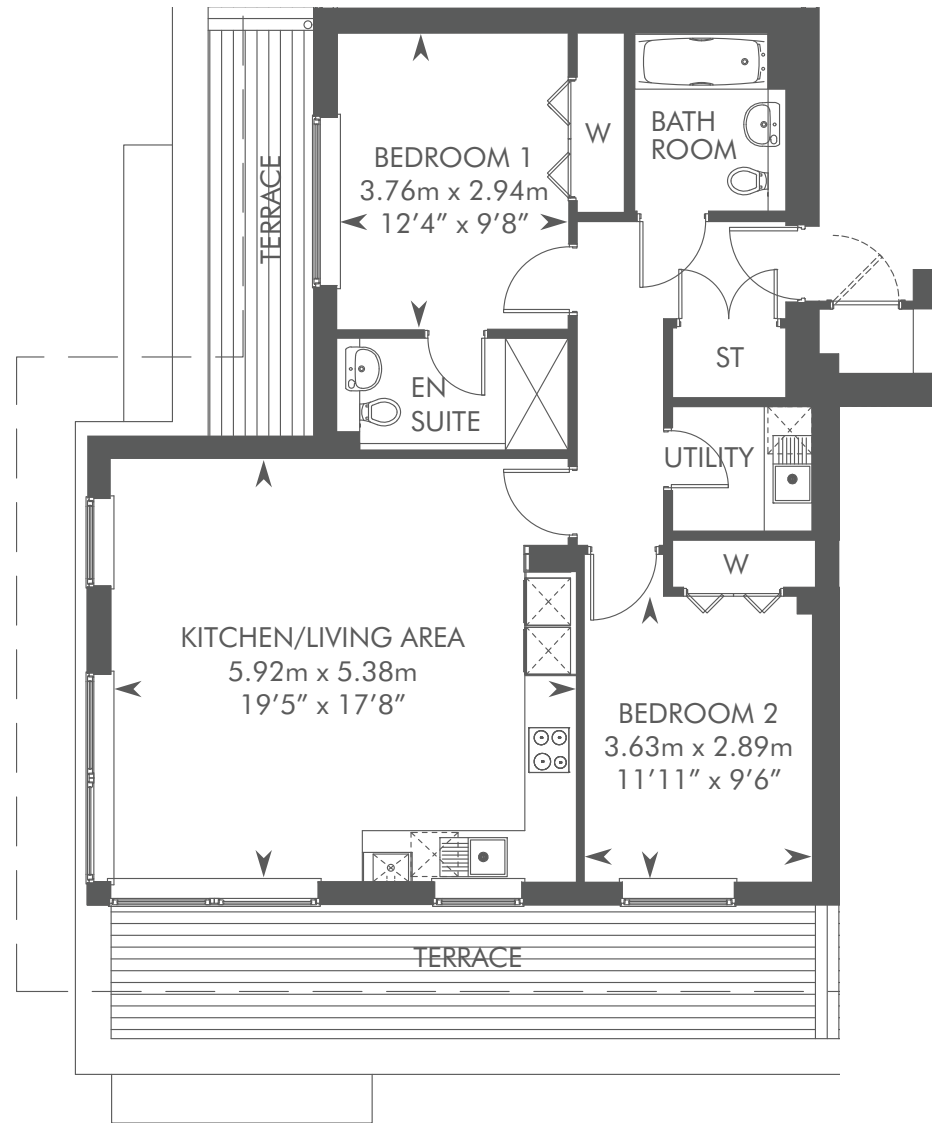 TERRACE
BEDROOM 1
3.76m x 2.94m
12′4″ x 9′8″
W
BATH
ROOM
EN
SUITE
ST
UTILITY
W
KITCHEN/LIVING AREA
5.92m x 5.38m
19′5″ x 17′8″
BEDROOM 2
3.63m x 2.89m
11′11″ x 9′6″
TERRACE